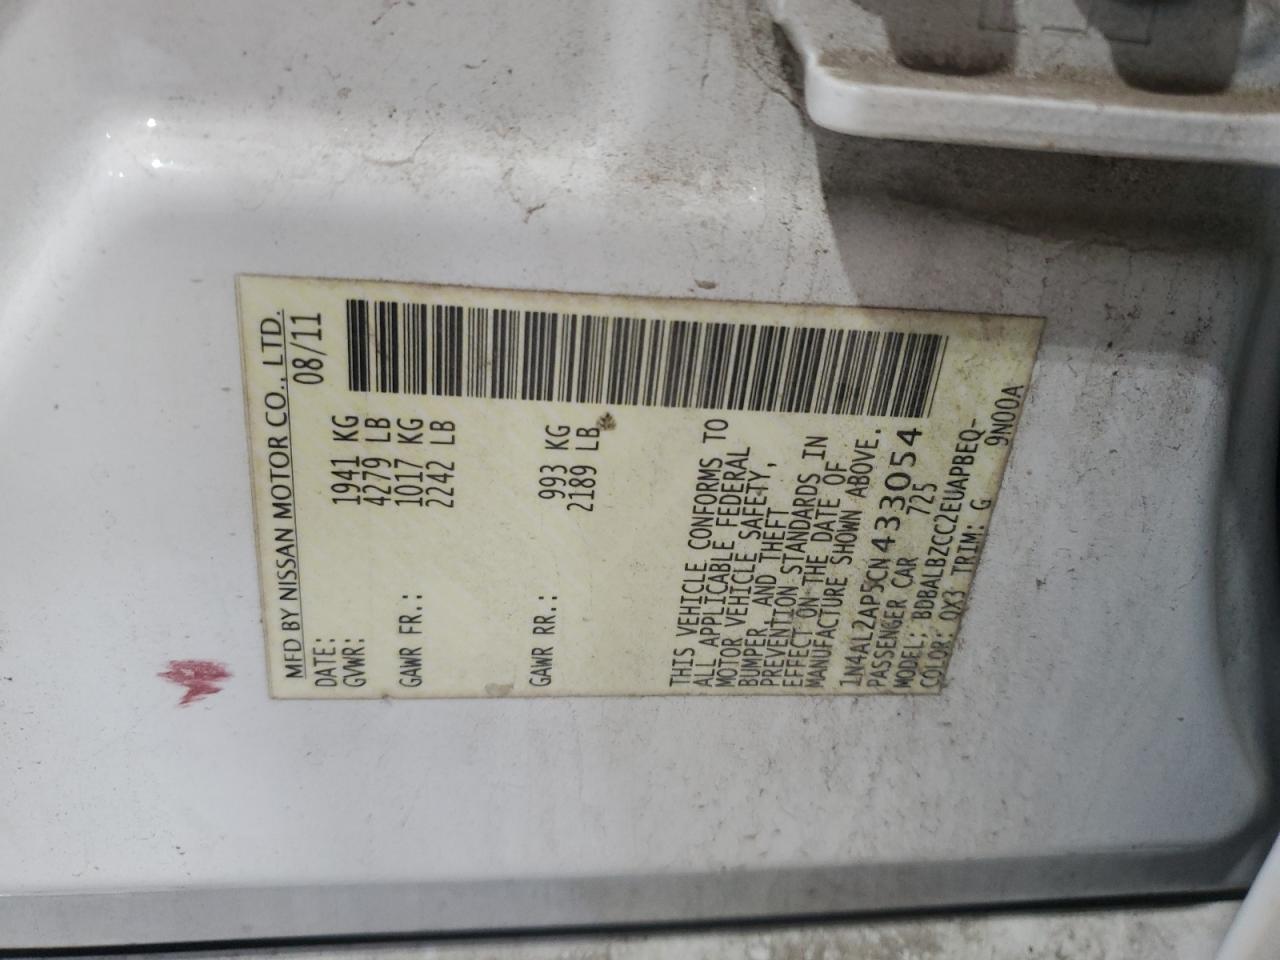 MFD BY NISSAN MOTOR CO., LTD.
DATE: 08/11
GVWR: 1941 KG
4279 LB
GAWR FR.: 1017 KG
2242 LB
GAWR RR.: 993 KG
2189 LB
THIS VEHICLE CONFORMS TO
ALL APPLICABLE FEDERAL
MOTOR VEHICLE SAFETY,
BUMPER, AND THEFT
PREVENTION STANDARDS IN
EFFECT ON THE DATE OF
MANUFACTURE SHOWN ABOVE.
1N4AL2AP5CN433054
PASSENGER CAR 725
MODEL: BDBALBZCC2EUAPBEQ-
COLOR: QX3 TRIM: G 9N00A